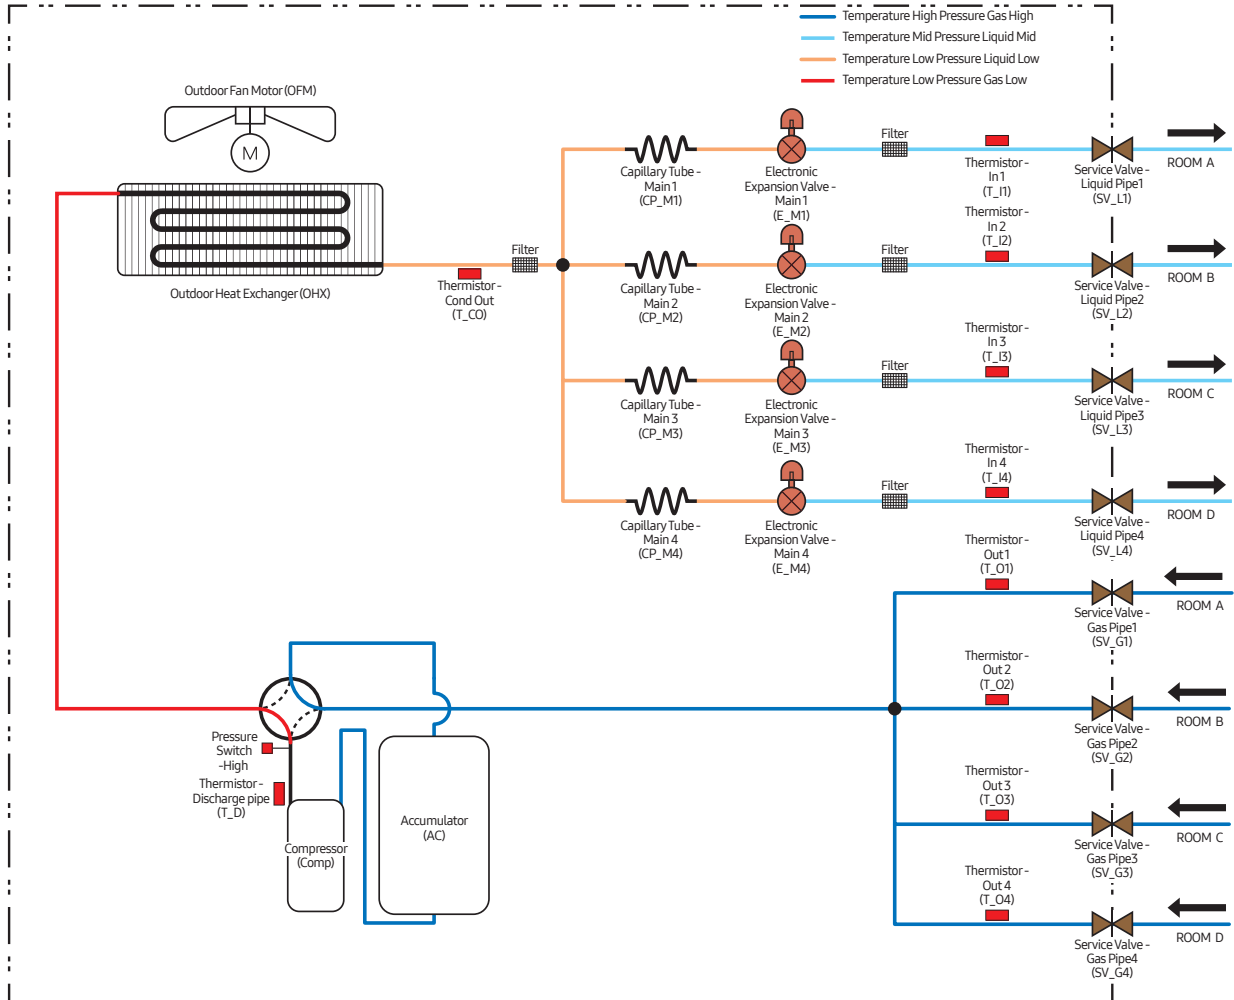 Temperature High Pressure Gas High
Temperature Mid Pressure Liquid Mid
Temperature Low Pressure Liquid Low
Temperature Low Pressure Gas Low
Outdoor Fan Motor (OFM)
M
Outdoor Heat Exchanger (OHX)
Thermistor -
Cond Out
(T_CO)
Filter
Capillary Tube -
Main 1
(CP_M1)
Electronic
Expansion Valve -
Main 1
(E_M1)
Filter
Thermistor-
In 1
(T_I1)
Service Valve -
Liquid Pipe1
(SV_L1)
ROOM A
Capillary Tube -
Main 2
(CP_M2)
Electronic
Expansion Valve -
Main 2
(E_M2)
Filter
Thermistor-
In 2
(T_I2)
Service Valve -
Liquid Pipe2
(SV_L2)
ROOM B
Capillary Tube -
Main 3
(CP_M3)
Electronic
Expansion Valve -
Main 3
(E_M3)
Filter
Thermistor-
In 3
(T_I3)
Service Valve -
Liquid Pipe3
(SV_L3)
ROOM C
Capillary Tube -
Main 4
(CP_M4)
Electronic
Expansion Valve -
Main 4
(E_M4)
Filter
Thermistor-
In 4
(T_I4)
Service Valve -
Liquid Pipe4
(SV_L4)
ROOM D
Thermistor-
Out 1
(T_O1)
Service Valve -
Gas Pipe1
(SV_G1)
ROOM A
Thermistor-
Out 2
(T_O2)
Service Valve -
Gas Pipe2
(SV_G2)
ROOM B
Thermistor-
Out 3
(T_O3)
Service Valve -
Gas Pipe3
(SV_G3)
ROOM C
Thermistor-
Out 4
(T_O4)
Service Valve -
Gas Pipe4
(SV_G4)
ROOM D
Pressure
Switch
-High
Thermistor -
Discharge pipe
(T_D)
Compressor
(Comp)
Accumulator
(AC)